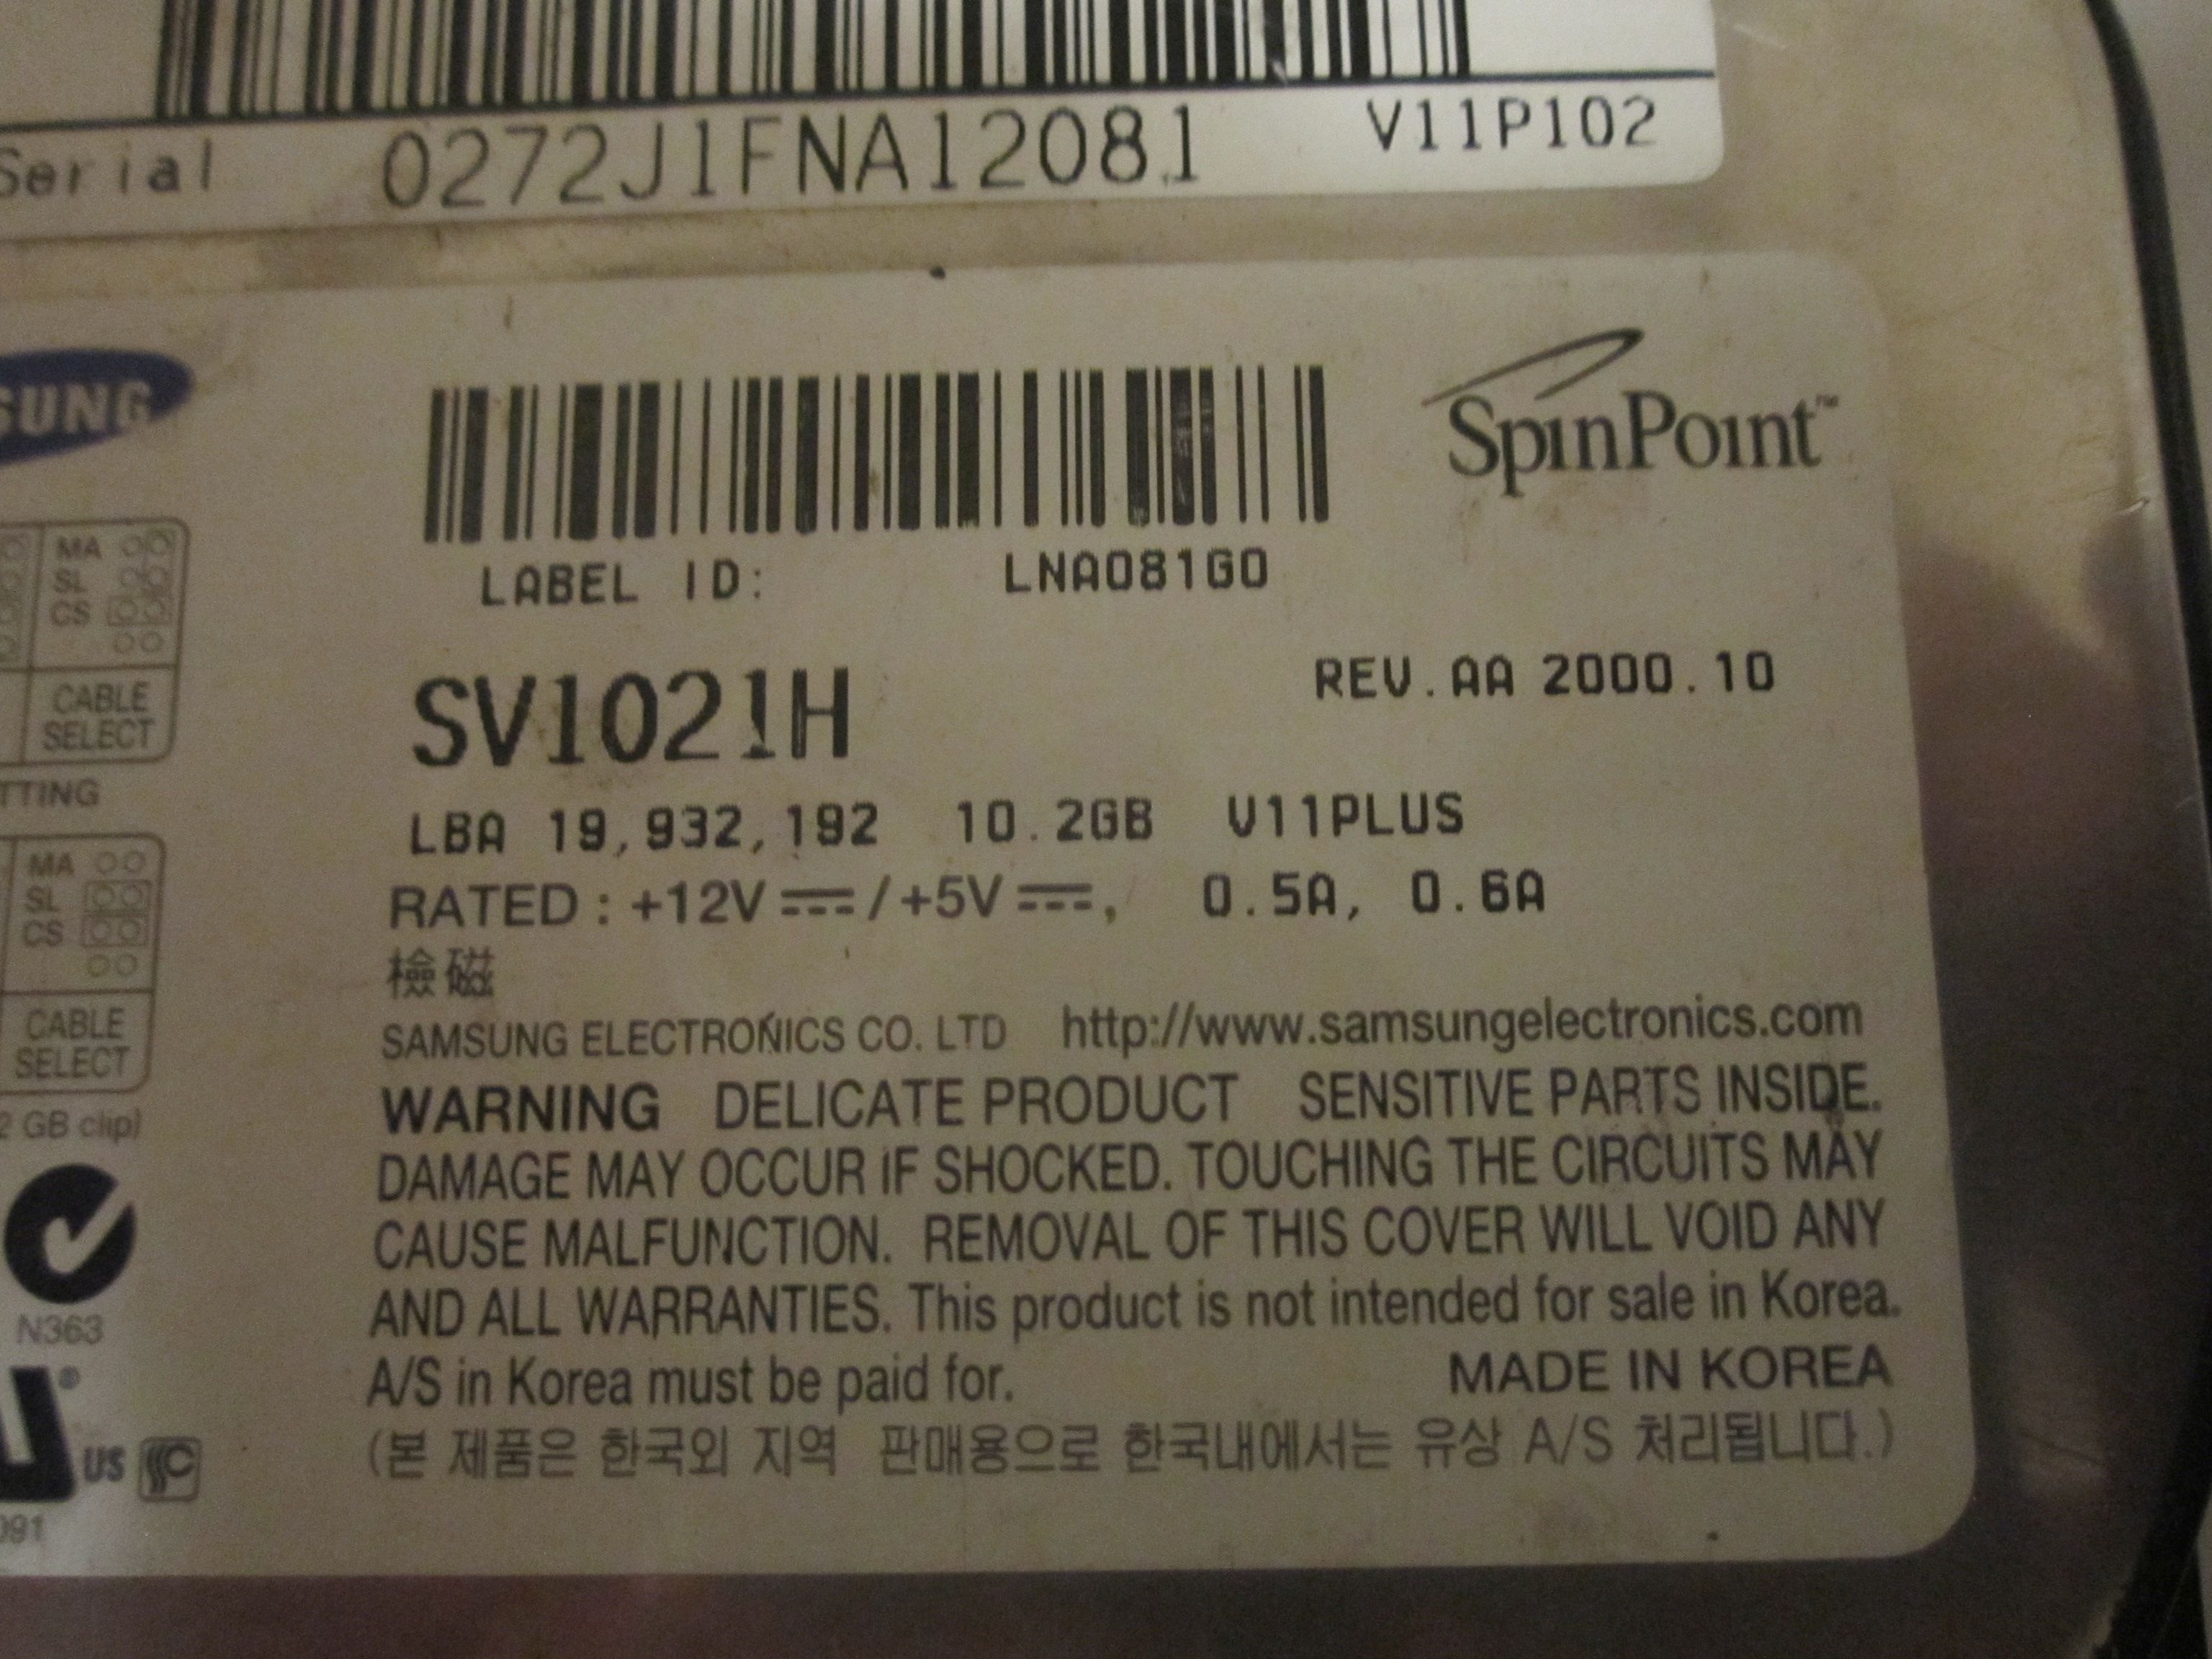 Serial 0272J1FNA12081 V11P102
SUNG
SpinPoint™
LABEL ID: LNA081G0
MA
SL
CS
CABLE
SELECT
SV1021H REV.AA 2000.10
TTING
LBA 19,932,192 10.2GB V11PLUS
MA
SL
CS
RATED : +12V /+5V , 0.5A, 0.6A
檢磁
CABLE
SELECT
SAMSUNG ELECTRONICS CO. LTD http://www.samsungelectronics.com
2 GB clip)
WARNING DELICATE PRODUCT SENSITIVE PARTS INSIDE.
DAMAGE MAY OCCUR IF SHOCKED. TOUCHING THE CIRCUITS MAY
CAUSE MALFUNCTION. REMOVAL OF THIS COVER WILL VOID ANY
N363
AND ALL WARRANTIES. This product is not intended for sale in Korea.
A/S in Korea must be paid for. MADE IN KOREA
(본 제품은 한국외 지역 판매용으로 한국내에서는 유상 A/S 처리됩니다.)
US
091